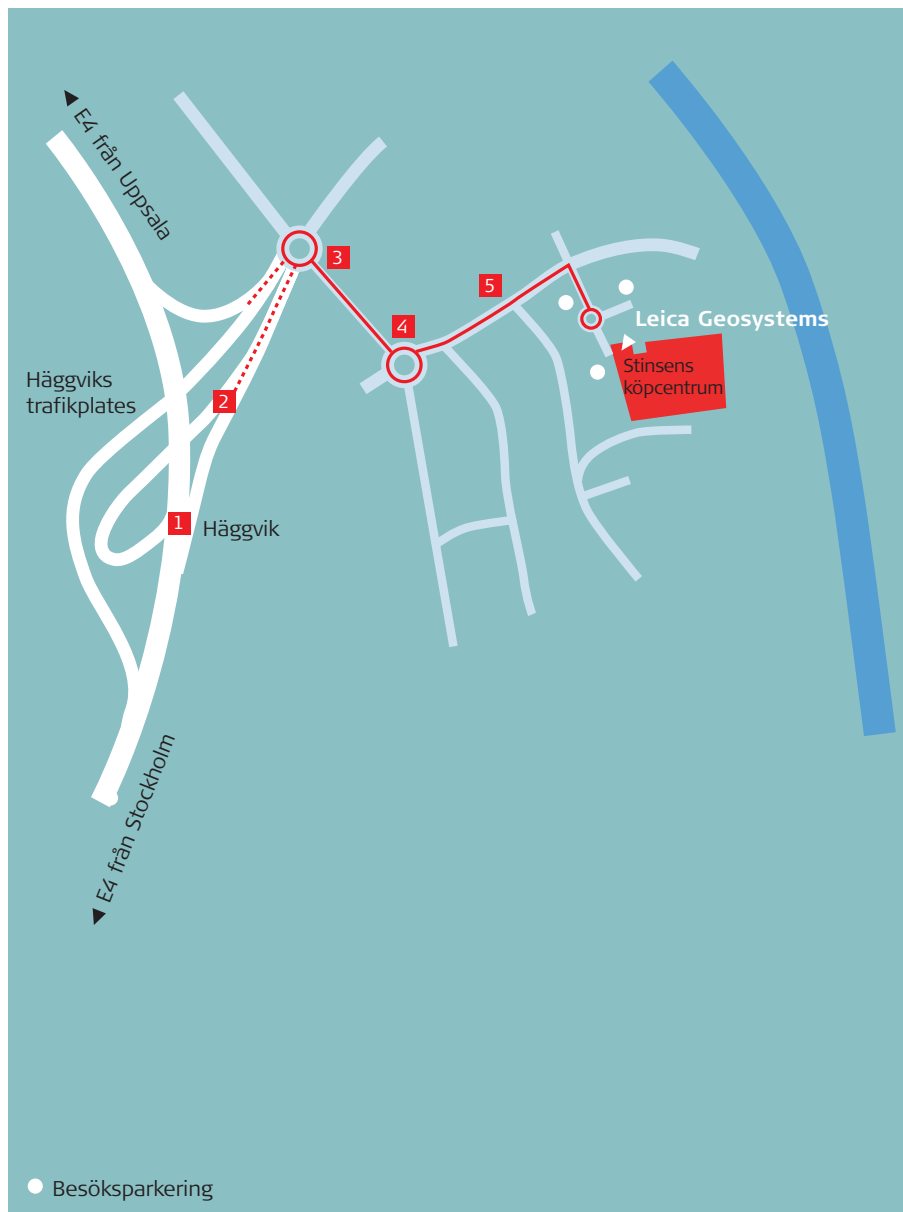 E4 från Uppsala
3
5
4
Leica Geosystems
Stinsens
köpcentrum
Häggviks
trafikplates
2
1
Häggvik
E4 från Stockholm
Besöksparkering